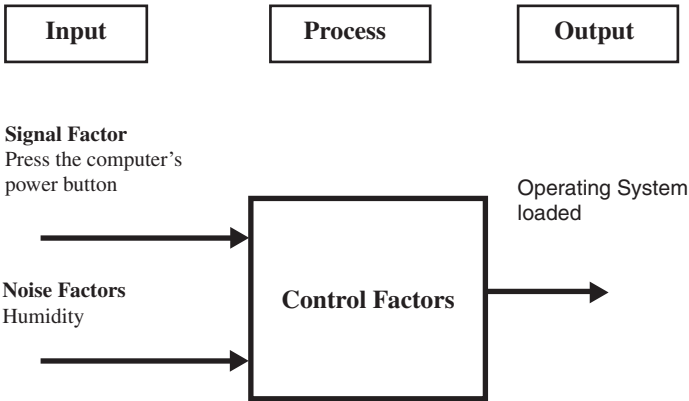 Input
Process
Output
Signal Factor
Press the computer’s
power button
Operating System
loaded
Noise Factors
Humidity
Control Factors